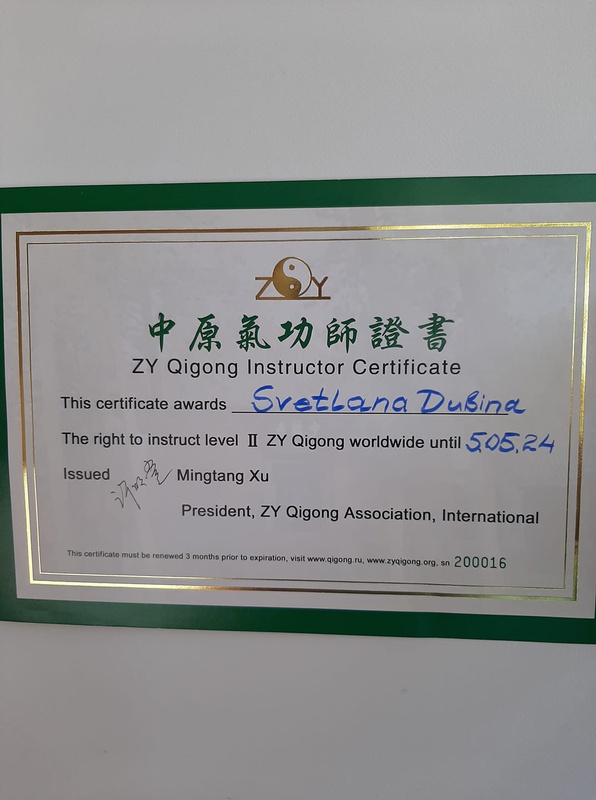 ZY
中原氣功師證書
ZY Qigong Instructor Certificate
This certificate awards Svetlana Dubina
The right to instruct level II ZY Qigong worldwide until 5.05.24
Issued 许明堂 Mingtang Xu
President, ZY Qigong Association, International
This certificate must be renewed 3 months prior to expiration, visit www.qigong.ru, www.zyqigong.org, sn 200016